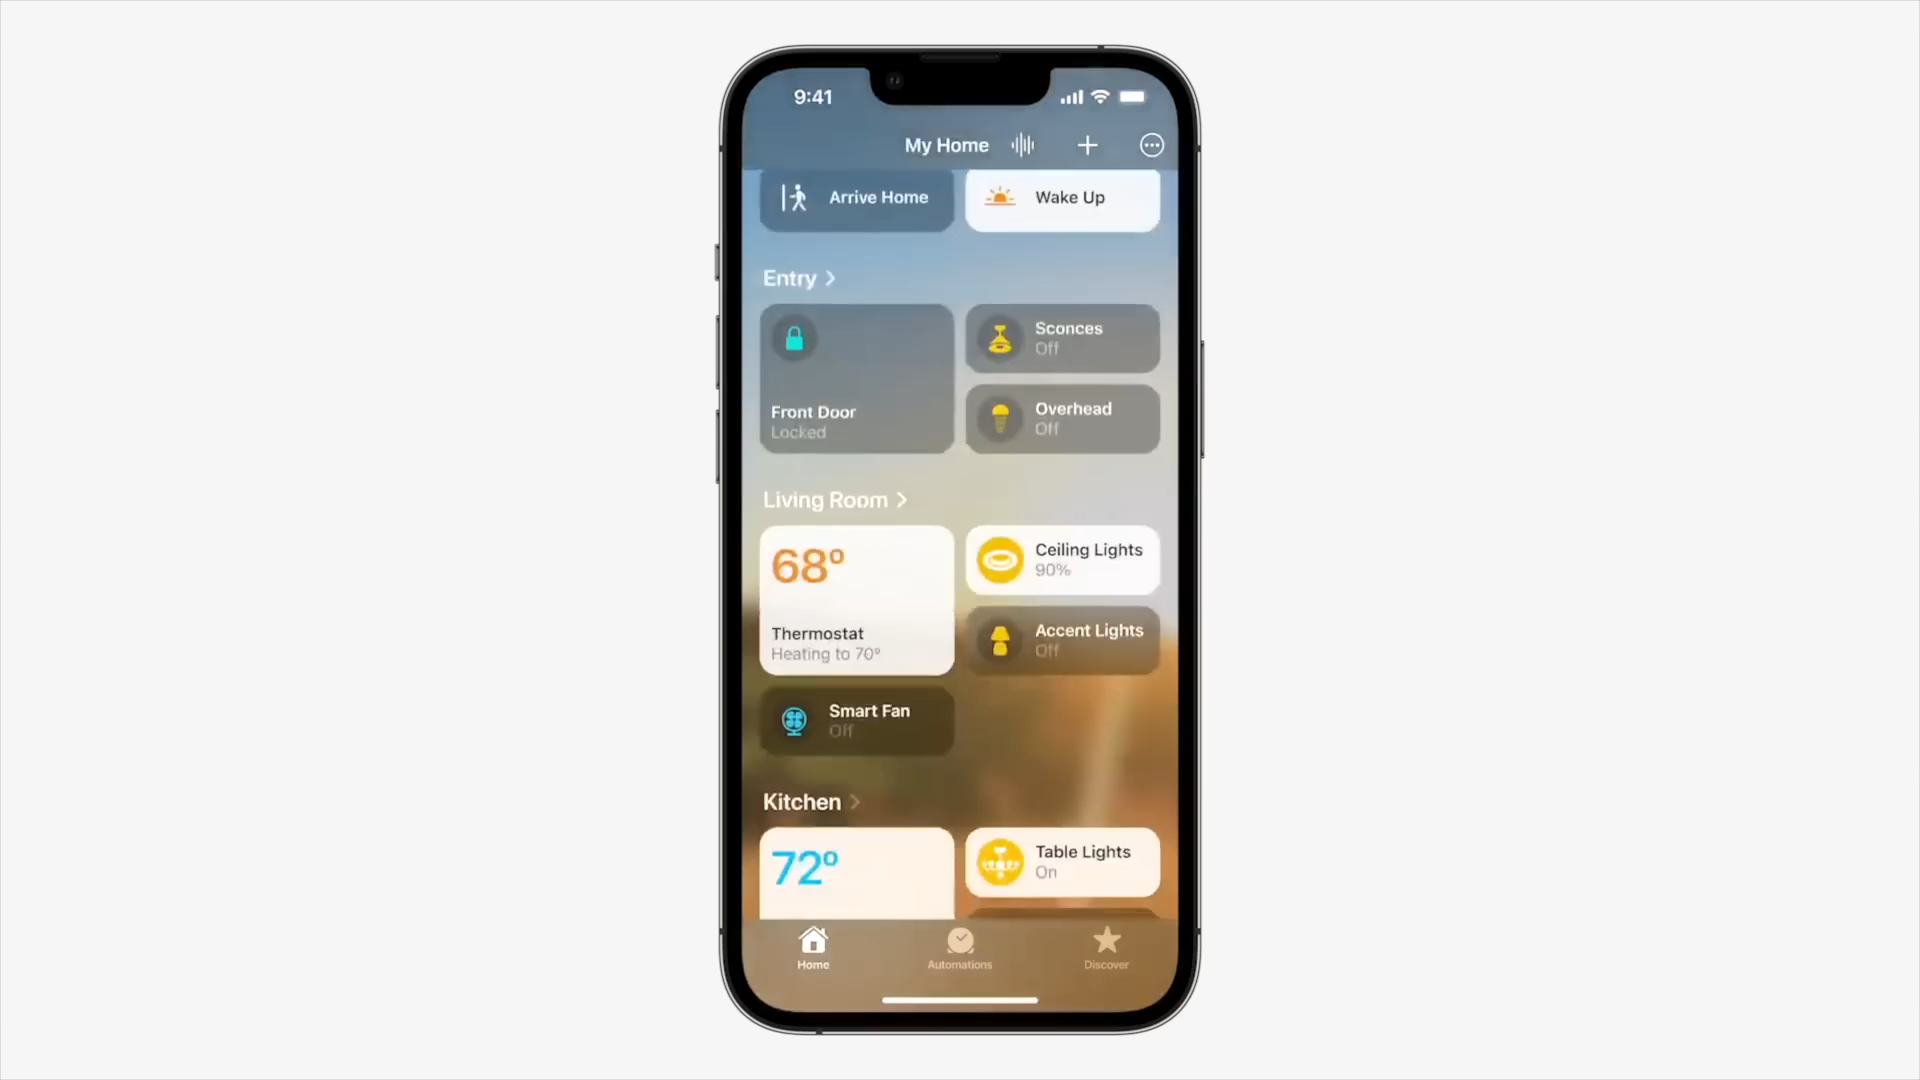 9:41
My Home
Arrive Home
Wake Up
Entry
Front Door
Locked
Sconces
Off
Overhead
Off
Living Room
68°
Thermostat
Heating to 70°
Ceiling Lights
90%
Accent Lights
Off
Smart Fan
Off
Kitchen
72°
Table Lights
On
Home
Automations
Discover